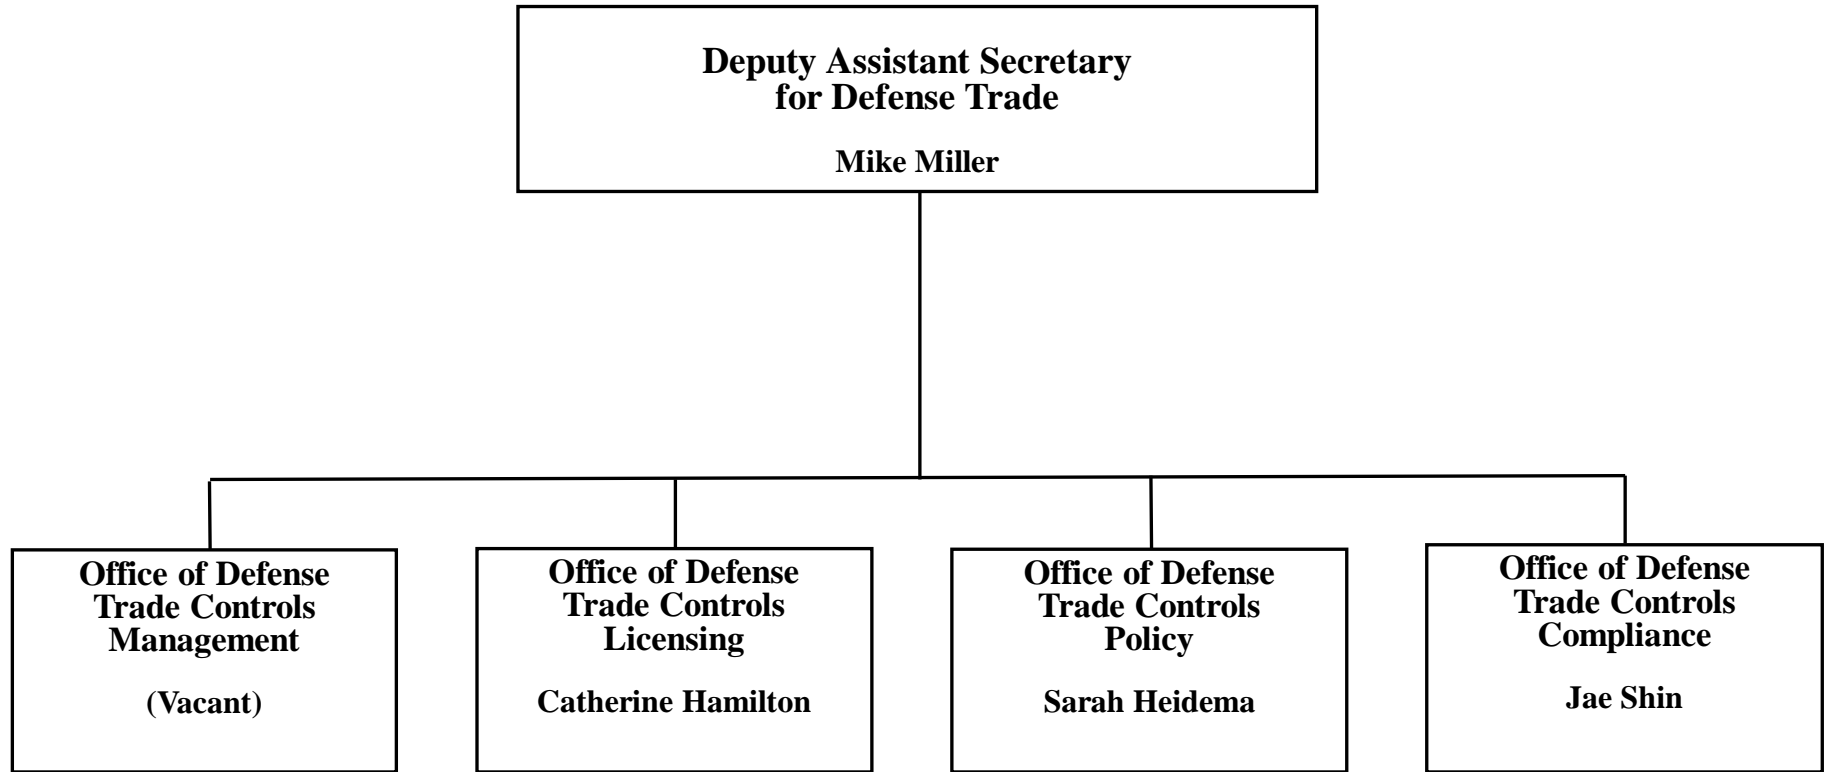 Deputy Assistant Secretary
for Defense Trade
Mike Miller
Office of Defense
Trade Controls
Management
(Vacant)
Office of Defense
Trade Controls
Licensing
Catherine Hamilton
Office of Defense
Trade Controls
Policy
Sarah Heidema
Office of Defense
Trade Controls
Compliance
Jae Shin